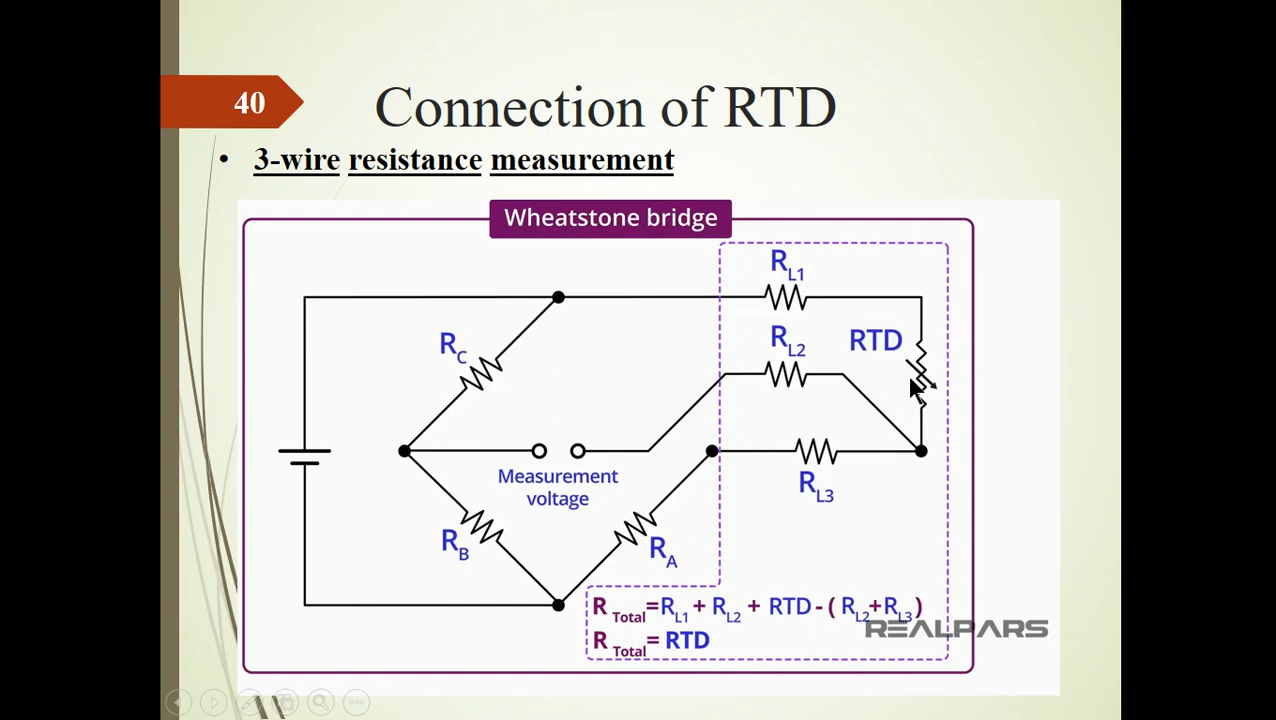 40
Connection of RTD
• 3-wire resistance measurement
Wheatstone bridge
RL1
RC
RL2
RTD
Measurement
voltage
RL3
RB
RA
R Total=RL1+ RL2 + RTD-( RL2+RL3)
REALPARS
R Total= RTD